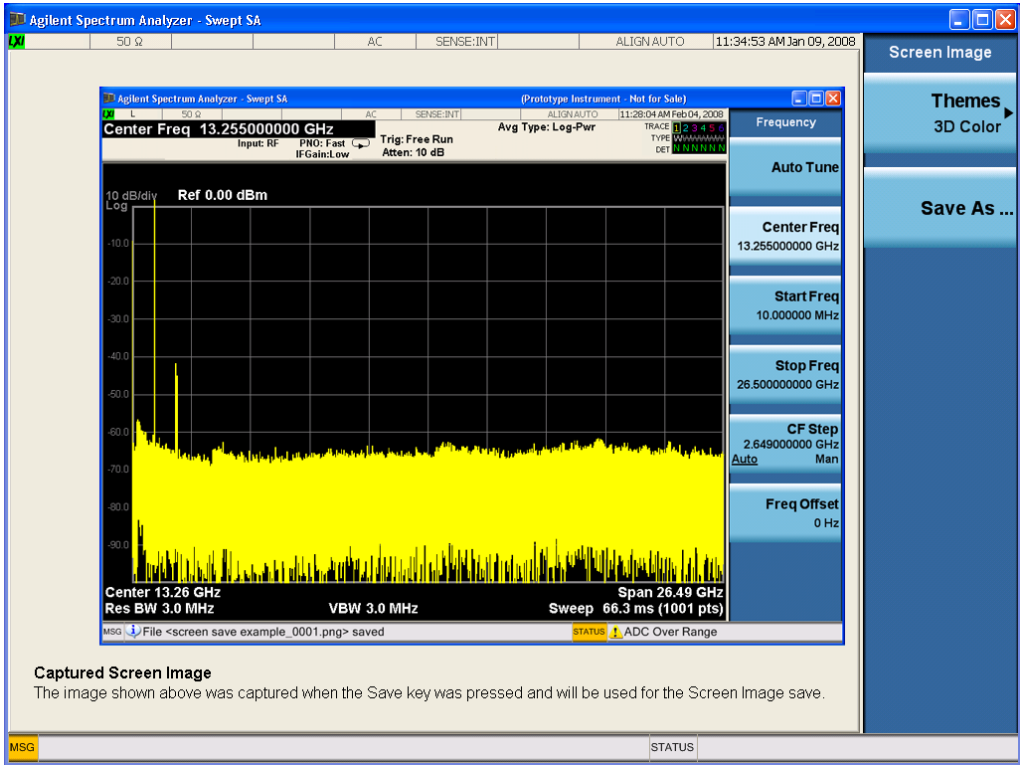 Agilent Spectrum Analyzer - Swept SA
LXI 50 Ω AC SENSE:INT ALIGN AUTO 11:34:53 AM Jan 09, 2008
Screen Image
Themes
3D Color
Save As ...
Agilent Spectrum Analyzer - Swept SA (Prototype Instrument - Not for Sale)
LXI L 50 Ω AC SENSE:INT ALIGN AUTO 11:28:04 AM Feb 04, 2008
Center Freq 13.255000000 GHz
Input: RF PNO: Fast
IFGain:Low
Trig: Free Run
Atten: 10 dB
Avg Type: Log-Pwr
TRACE 1 2 3 4 5 6
TYPE WWWWWW
DET N N N N N N
Frequency
Auto Tune
Center Freq
13.255000000 GHz
Start Freq
10.000000 MHz
Stop Freq
26.500000000 GHz
CF Step
2.649000000 GHz
Auto Man
Freq Offset
0 Hz
10 dB/div Ref 0.00 dBm
Log
-10.0
-20.0
-30.0
-40.0
-50.0
-60.0
-70.0
-80.0
-90.0
Center 13.26 GHz Span 26.49 GHz
Res BW 3.0 MHz VBW 3.0 MHz Sweep 66.3 ms (1001 pts)
MSG File <screen save example_0001.png> saved STATUS ADC Over Range
Captured Screen Image
The image shown above was captured when the Save key was pressed and will be used for the Screen Image save.
MSG STATUS